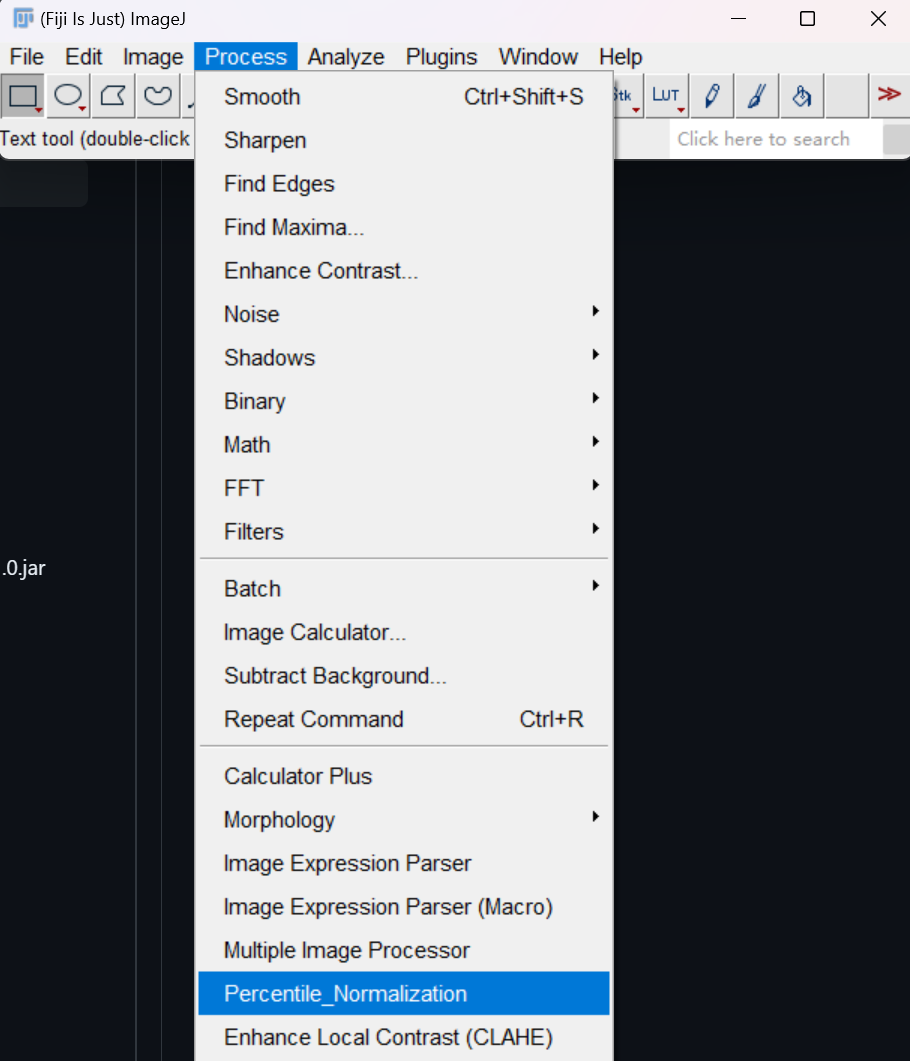 (Fiji Is Just) ImageJ
File Edit Image Process Analyze Plugins Window Help
LUT
Text tool (double-click
Click here to search
Smooth Ctrl+Shift+S
Sharpen
Find Edges
Find Maxima...
Enhance Contrast...
Noise
Shadows
Binary
Math
FFT
Filters
.0.jar
Batch
Image Calculator...
Subtract Background...
Repeat Command Ctrl+R
Calculator Plus
Morphology
Image Expression Parser
Image Expression Parser (Macro)
Multiple Image Processor
Percentile_Normalization
Enhance Local Contrast (CLAHE)